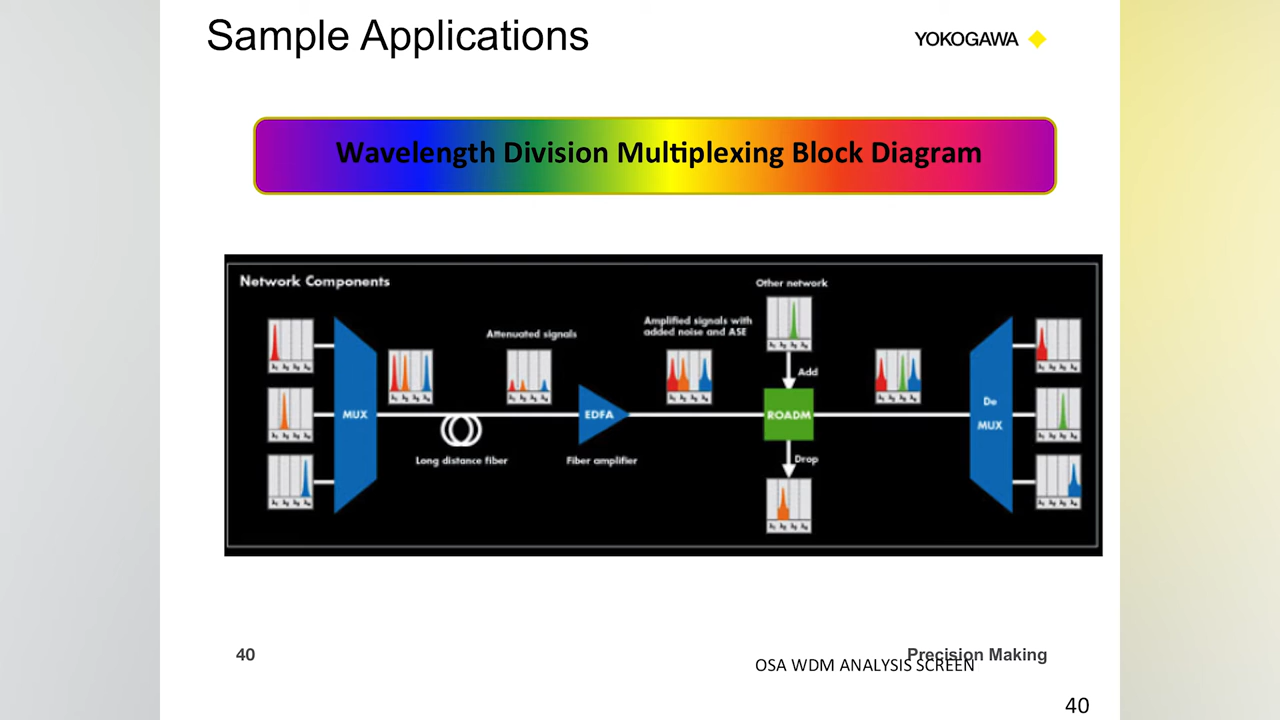 Sample Applications
YOKOGAWA
Wavelength Division Multiplexing Block Diagram
Network Components
Other network
Attenuated signals
Amplified signals with
added noise and ASE
Add
MUX
EDFA
ROADM
De
MUX
Long distance fiber
Fiber amplifier
Drop
40
Precision Making
OSA WDM ANALYSIS SCREEN
40